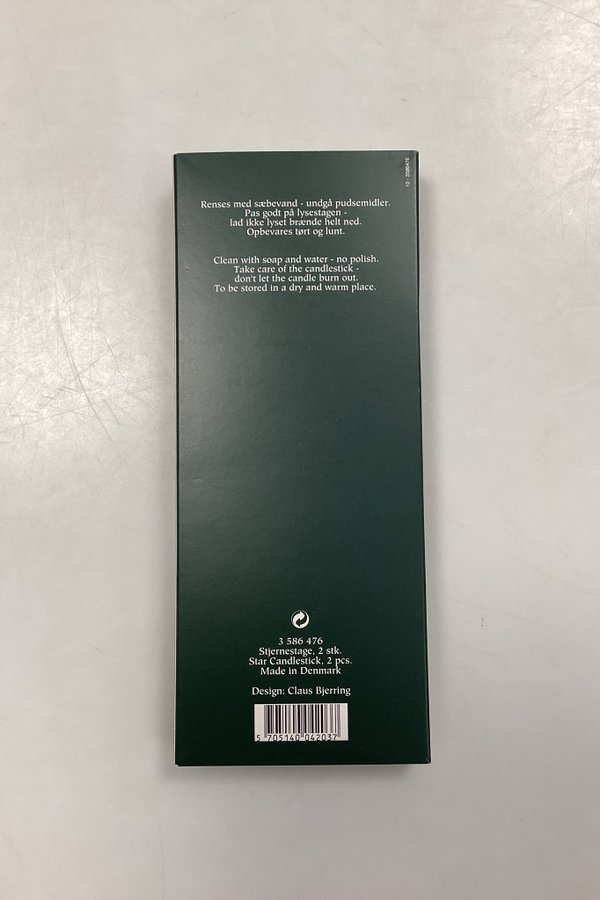 12 - 3586476
Renses med sæbevand - undgå pudsemidler.
Pas godt på lysestagen -
lad ikke lyset brænde helt ned.
Opbevares tørt og lunt.
Clean with soap and water - no polish.
Take care of the candlestick -
don't let the candle burn out.
To be stored in a dry and warm place.
3 586 476
Stjernestage, 2 stk.
Star Candlestick, 2 pcs.
Made in Denmark
Design: Claus Bjerring
5 705140 042037